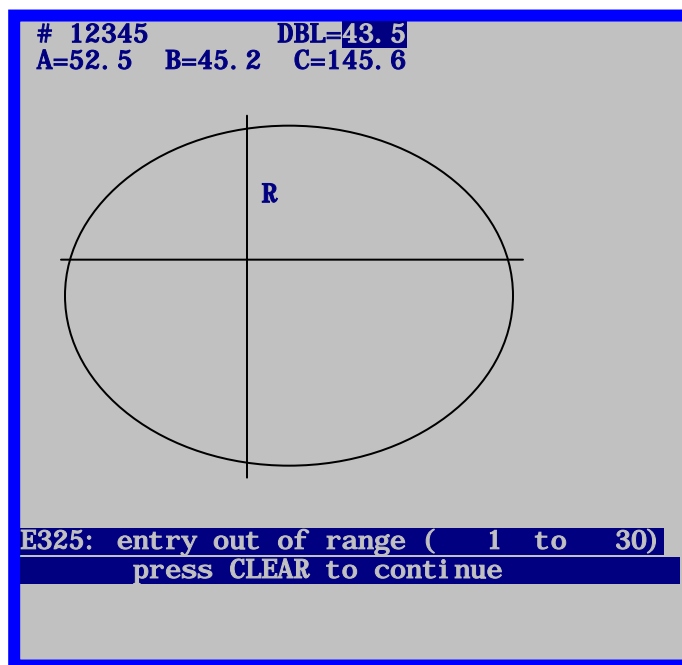 # 12345 DBL=43.5
A=52.5 B=45.2 C=145.6
R
E325: entry out of range ( 1 to 30)
press CLEAR to continue